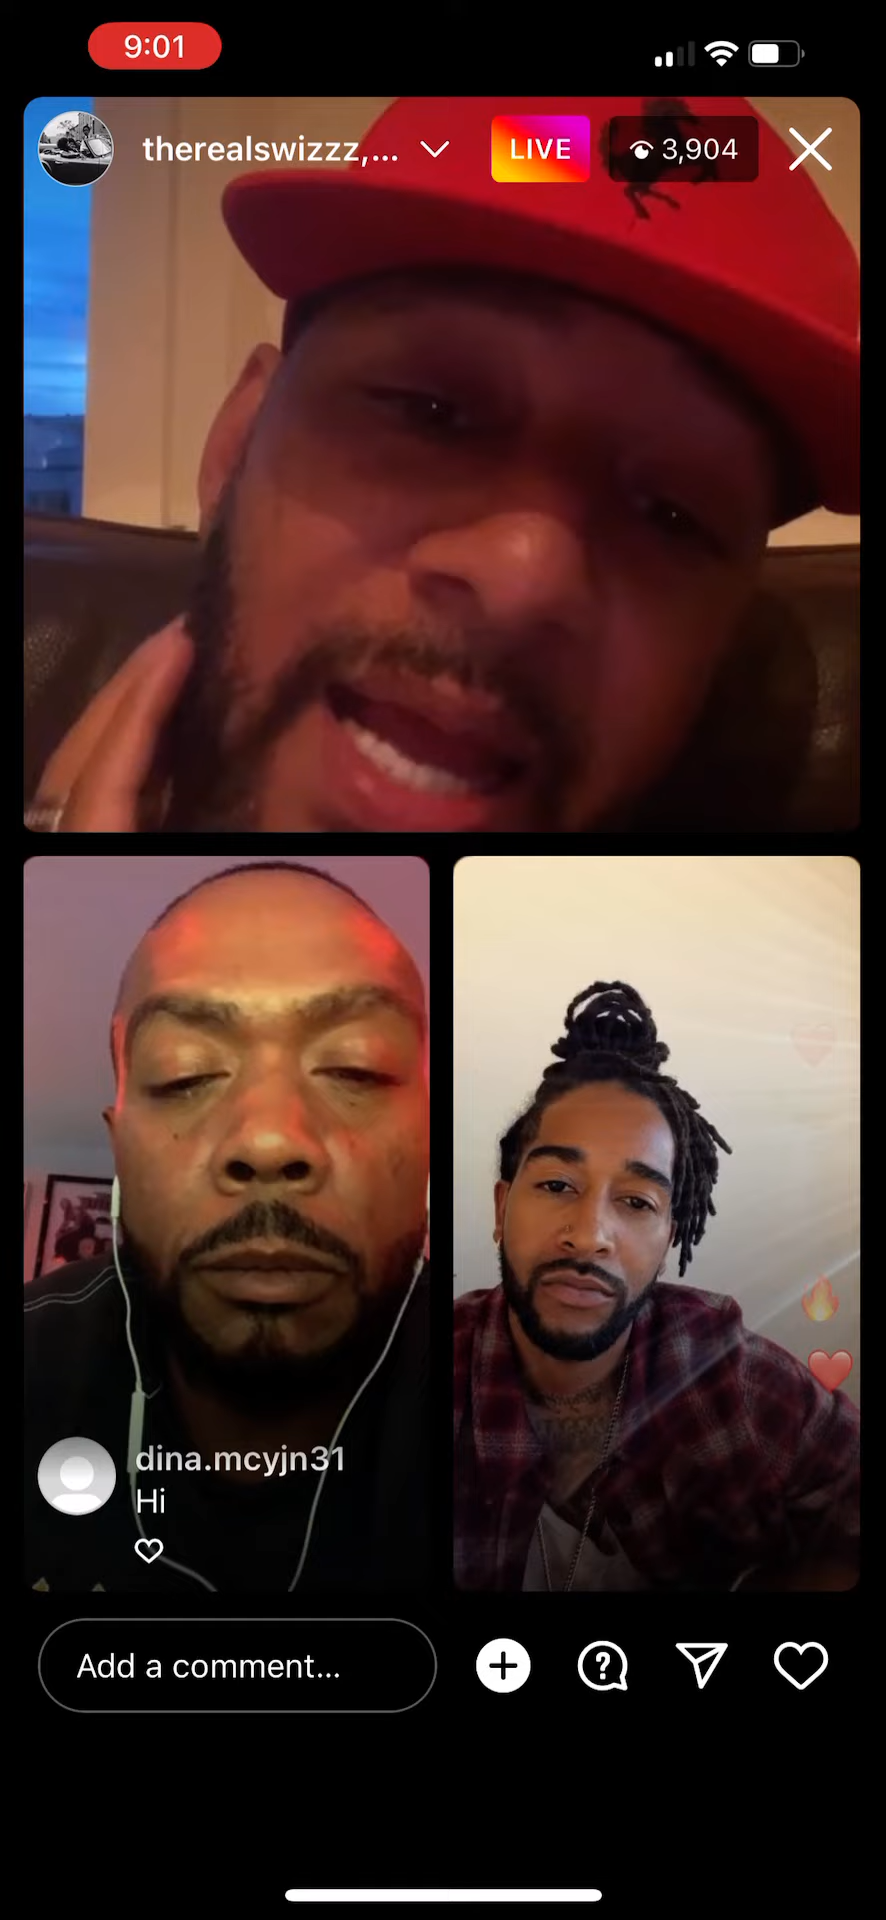 9:01
therealswizzz,...
LIVE
3,904
dina.mcyjn31
Hi
Add a comment...